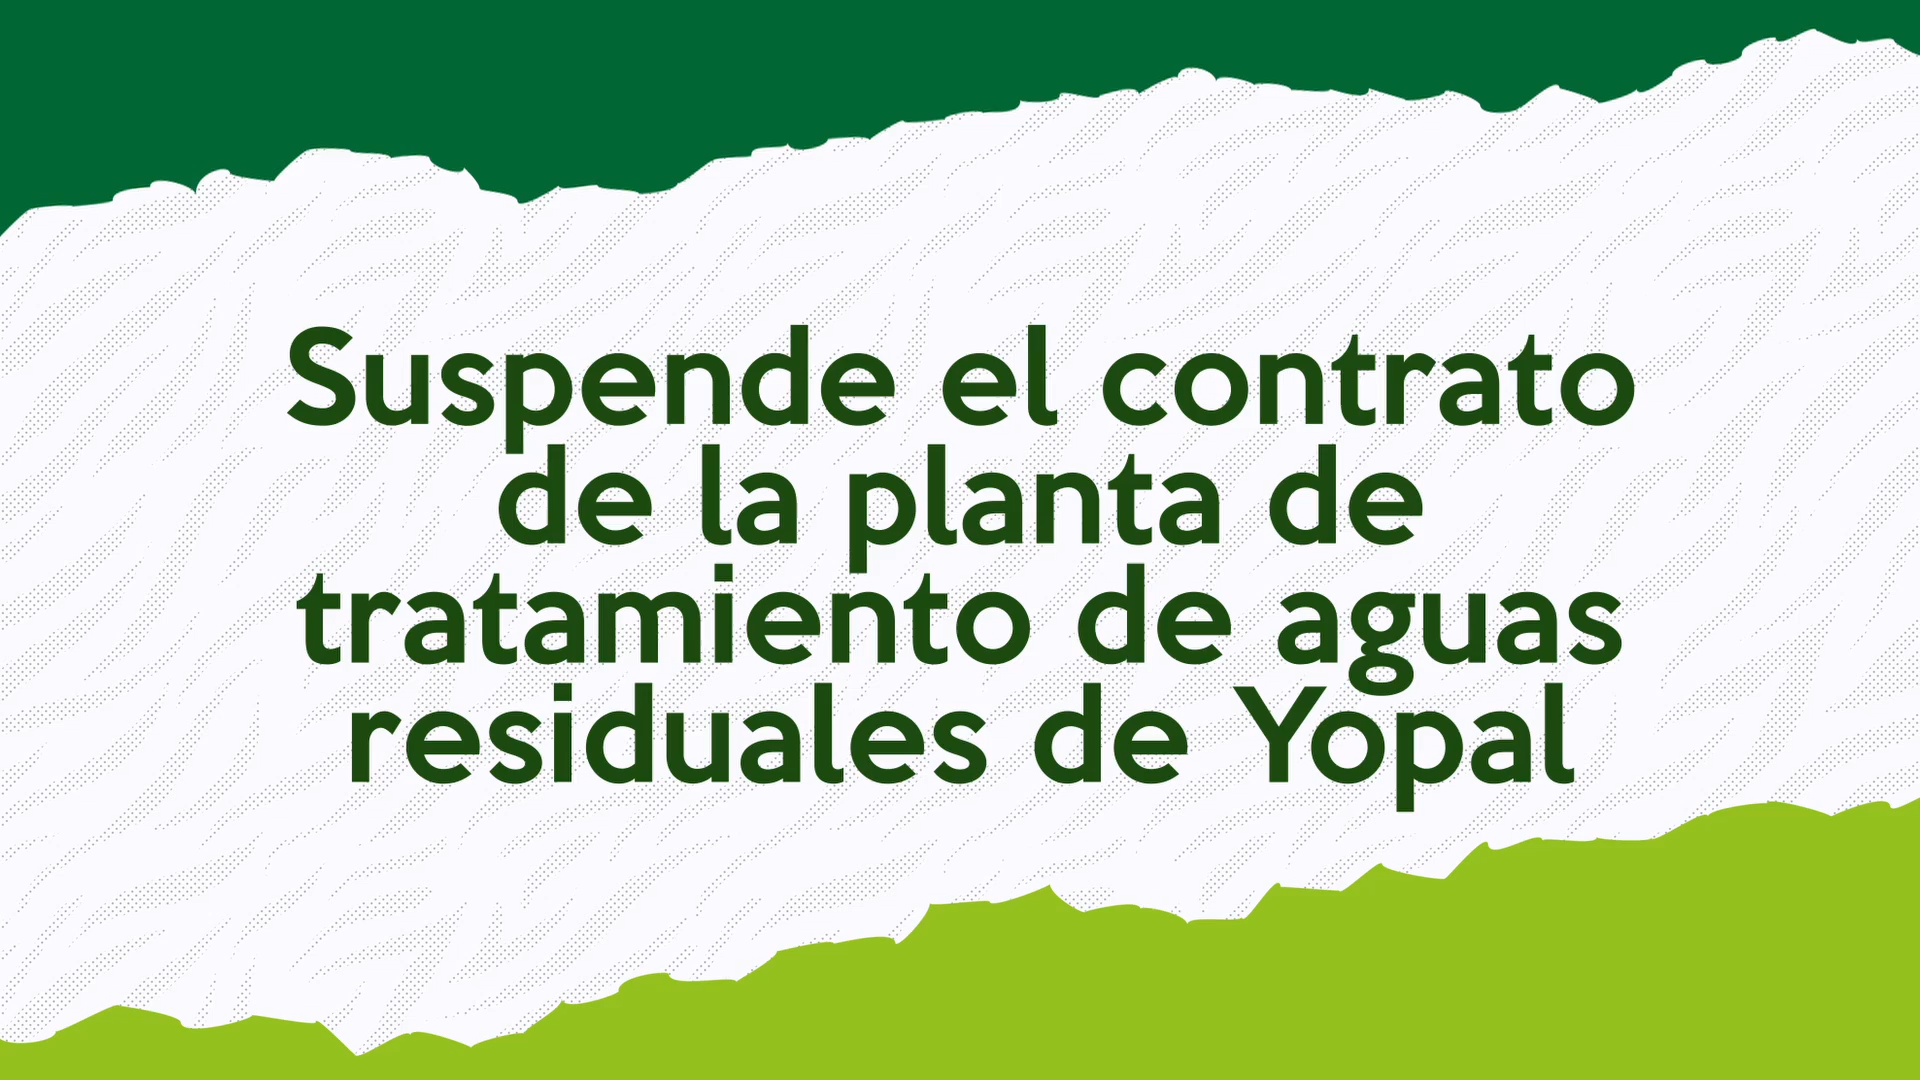 Suspende el contrato
de la planta de
tratamiento de aguas
residuales de Yopal